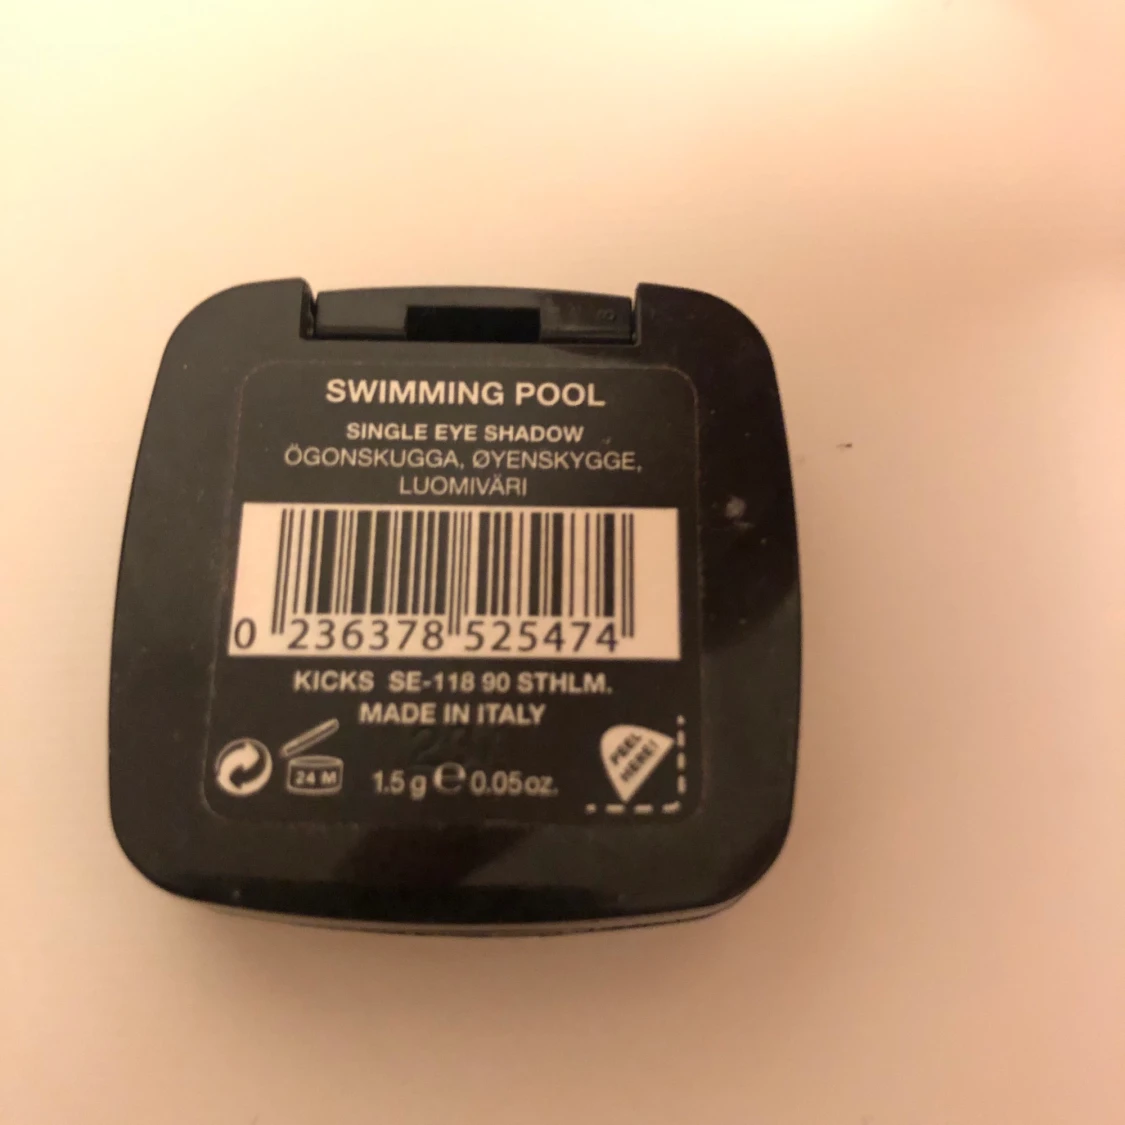 SWIMMING POOL
SINGLE EYE SHADOW
ÖGONSKUGGA, ØYENSKYGGE,
LUOMIVÄRI
0 236378 525474
KICKS SE-118 90 STHLM.
MADE IN ITALY
24 M
1.5 g e 0.05 oz.
PEEL
HERE!